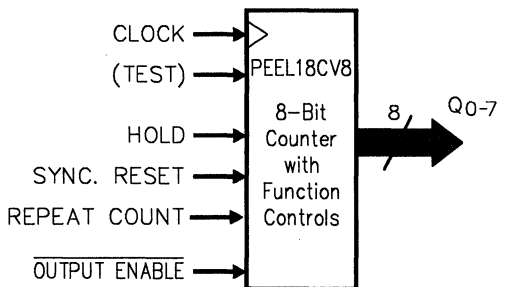 CLOCK
(TEST)
HOLD
SYNC. RESET
REPEAT COUNT
OUTPUT ENABLE
PEEL18CV8
8-Bit
Counter
with
Function
Controls
8
Q0-7